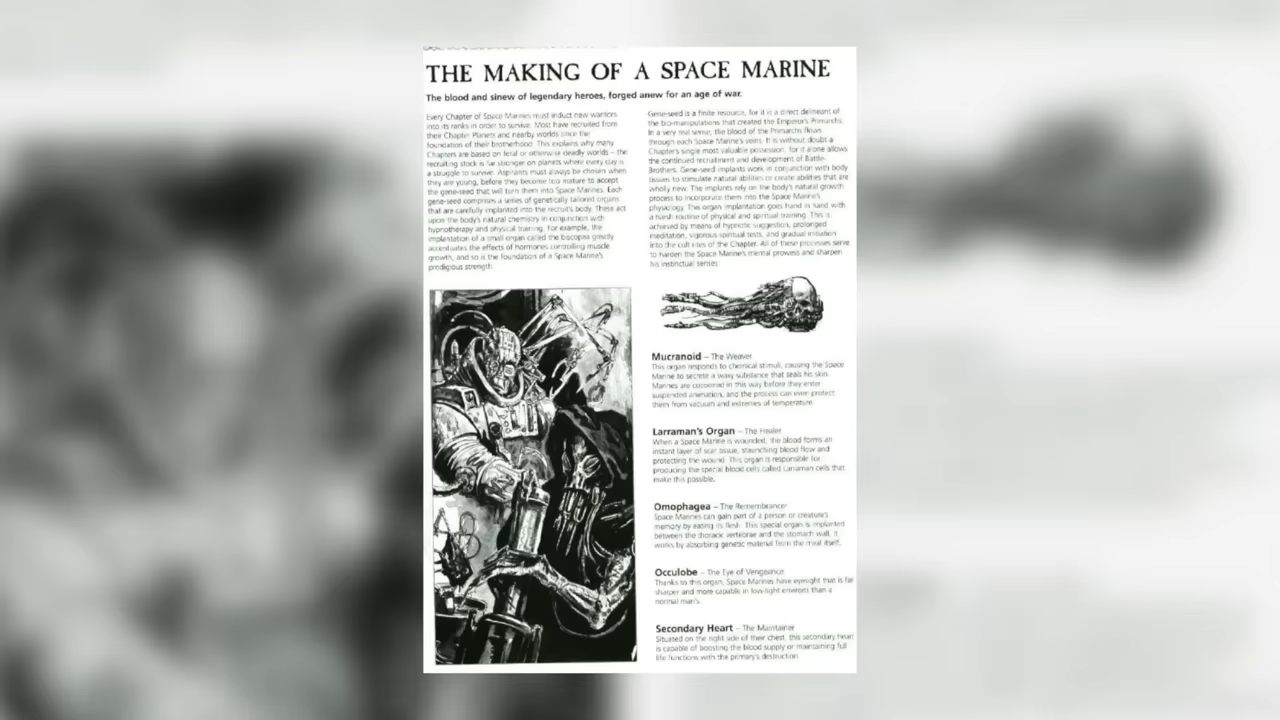 THE MAKING OF A SPACE MARINE
The blood and sinew of legendary heroes, forged anew for an age of war.
Every Chapter of Space Marines must induct new warriors
into its ranks in order to survive. Most have recruited from
their Chapter Planets and nearby worlds since the
foundation of their brotherhood. This explains why many
Chapters are based on feral or otherwise deadly worlds – the
recruiting stock is far stronger on planets where every day is
a struggle to survive. Aspirants must always be chosen when
they are young, before they become too mature to accept
the gene-seed that will turn them into Space Marines. Each
gene-seed comprises a series of genetically tailored organs
that are carefully implanted into the recruit's body. These act
upon the body's natural chemistry in conjunction with
hypnotherapy and physical training. For example, the
implantation of a small organ called the biscopea greatly
accentuates the effects of hormones controlling muscle
growth, and so is the foundation of a Space Marine's
prodigious strength.
Gene-seed is a finite resource, for it is a direct delineant of
the bio-manipulations that created the Emperor's Primarchs.
In a very real sense, the blood of the Primarchs flows
through each Space Marine's veins. It is without doubt a
Chapter's single most valuable possession, for it alone allows
the continued recruitment and development of Battle-
Brothers. Gene-seed implants work in conjunction with body
tissues to stimulate natural abilities or create abilities that are
wholly new. The implants rely on the body's natural growth
process to incorporate them into the Space Marine's
physiology. This organ implantation goes hand in hand with
a harsh routine of physical and spiritual training. This is
achieved by means of hypnotic suggestion, prolonged
meditation, vigorous spiritual tests, and gradual initiation
into the cult rites of the Chapter. All of these processes serve
to harden the Space Marine's mental prowess and sharpen
his instinctual senses.
Mucranoid – The Weaver
This organ responds to chemical stimuli, causing the Space
Marine to secrete a waxy substance that seals his skin.
Marines are cocooned in this way before they enter
suspended animation, and the process can even protect
them from vacuum and extremes of temperature.
Larraman's Organ – The Healer
When a Space Marine is wounded, the blood forms an
instant layer of scar tissue, staunching blood flow and
protecting the wound. This organ is responsible for
producing the special blood cells called Larraman cells that
make this possible.
Omophagea – The Remembrancer
Space Marines can gain part of a person or creature's
memory by eating its flesh. This special organ is implanted
between the thoracic vertebrae and the stomach wall. It
works by absorbing genetic material from the meal itself.
Occulobe – The Eye of Vengeance
Thanks to this organ, Space Marines have eyesight that is far
sharper and more capable in low-light environs than a
normal man's.
Secondary Heart – The Maintainer
Situated on the right side of their chest, this secondary heart
is capable of boosting the blood supply or maintaining full
life functions with the primary's destruction.